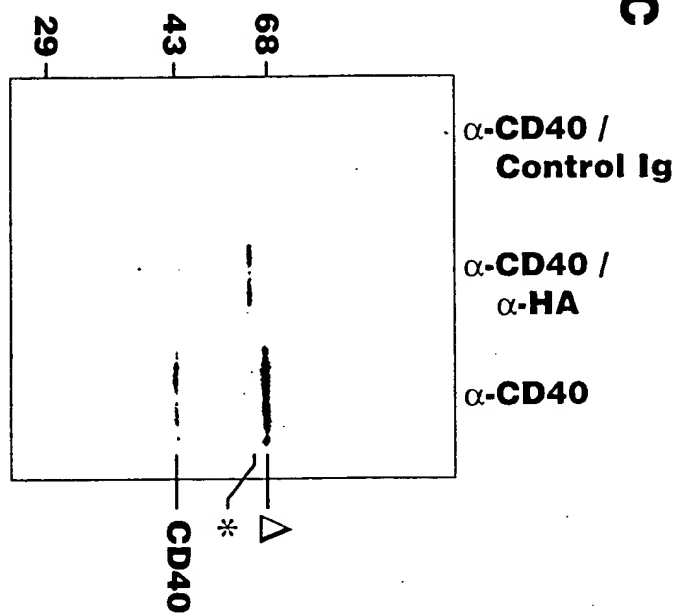 C
29
43
68
α-CD40 /
Control Ig
α-CD40 /
α-HA
α-CD40
*
CD40